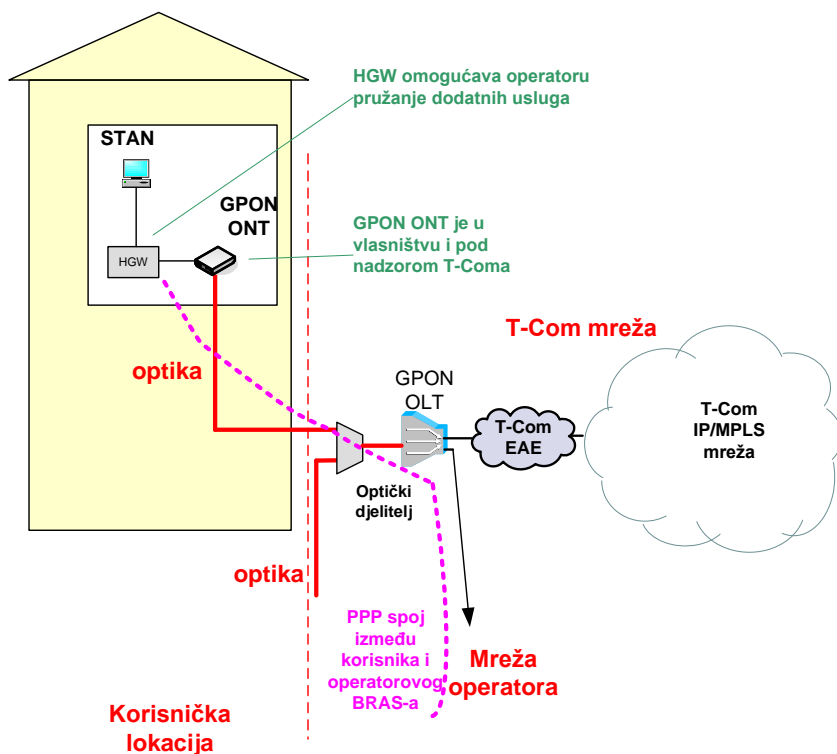 HGW omogućava operatoru
pružanje dodatnih usluga
STAN
GPON
ONT
HGW
GPON ONT je u
vlasništvu i pod
nadzorom T-Coma
T-Com mreža
optika
GPON
OLT
T-Com
EAE
T-Com
IP/MPLS
mreža
Optički
djelitelj
optika
PPP spoj
između
korisnika i
operatorovog
BRAS-a
Mreža
operatora
Korisnička
lokacija